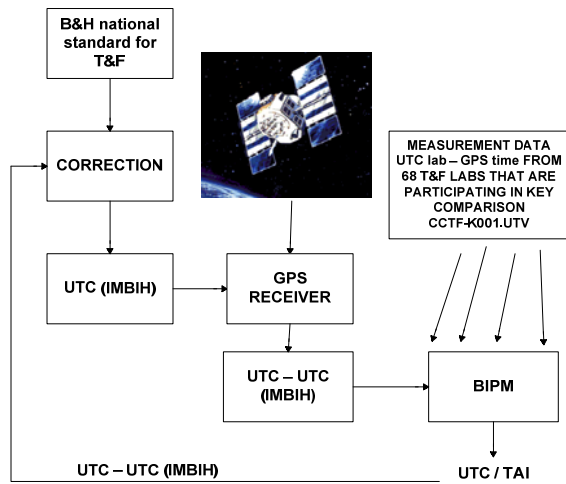 B&H national
standard for
T&F
CORRECTION
MEASUREMENT DATA
UTC lab – GPS time FROM
68 T&F LABS THAT ARE
PARTICIPATING IN KEY
COMPARISON
CCTF-K001.UTV
UTC (IMBIH)
GPS
RECEIVER
UTC – UTC
(IMBIH)
BIPM
UTC – UTC (IMBIH)
UTC / TAI